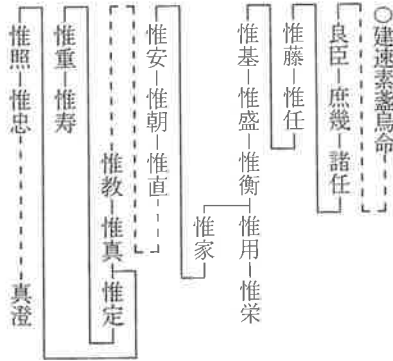 ○建速素盞烏命
良臣―庶幾―諸任
惟藤―惟任
惟基―惟盛―惟衡―惟用―惟栄
惟家
惟安―惟朝―惟直
惟教―惟真―惟定
惟重―惟寿
惟照―惟忠 真澄